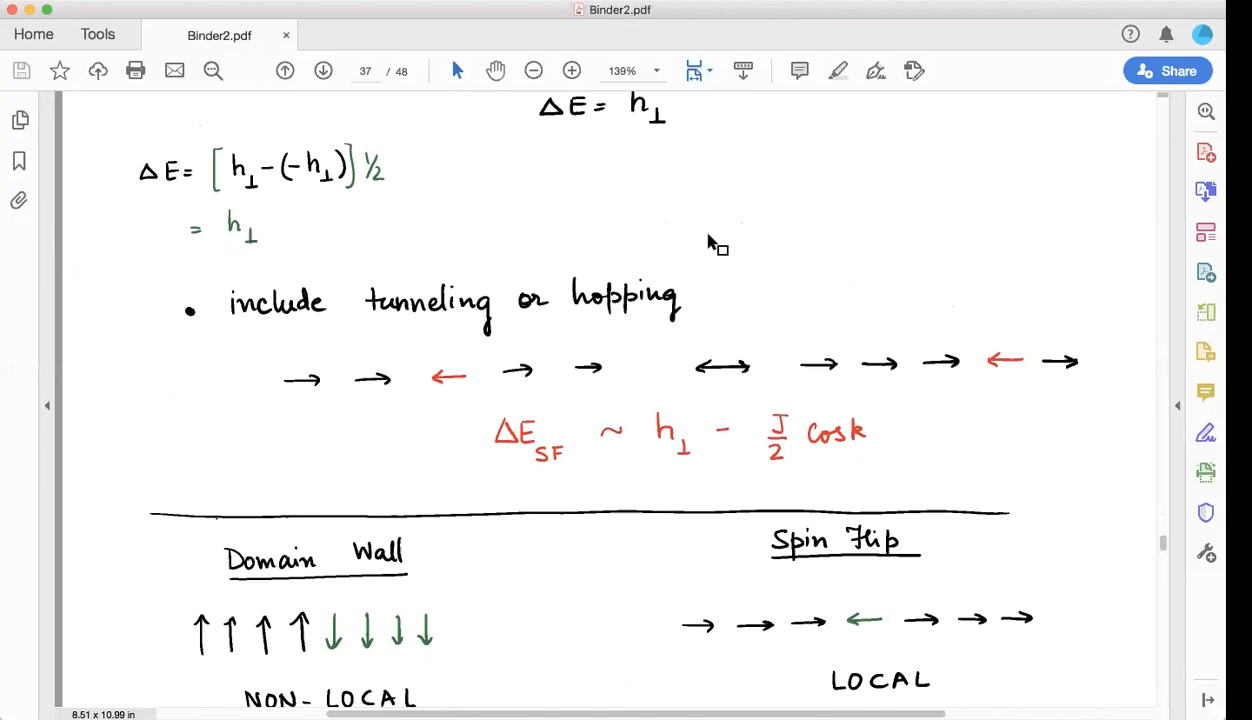 Binder2.pdf
Home Tools Binder2.pdf ×
37 / 48 139% Share
ΔE = h⊥
ΔE = [h⊥ - (-h⊥)] 1/2
= h⊥
• include tunneling or hopping
→ → ← → → ↔ → → → ← →
ΔE_SF ~ h⊥ - J/2 cosk
Domain Wall Spin Flip
↑ ↑ ↑ ↑ ↓ ↓ ↓ ↓ → → → ← → → →
NON-LOCAL LOCAL
8.51 x 10.99 in